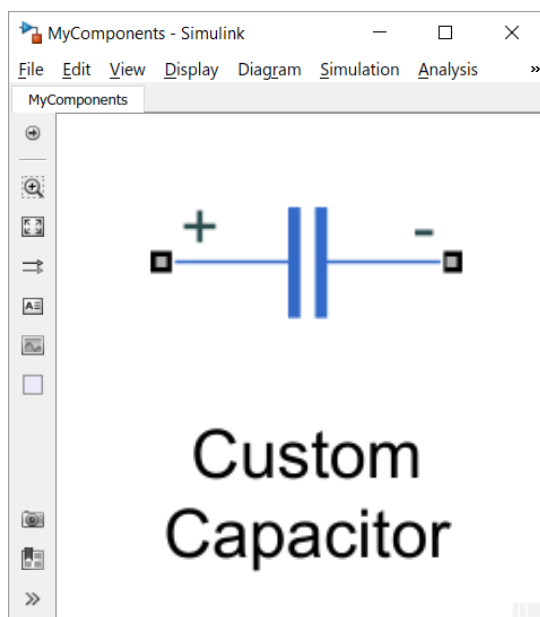 MyComponents - Simulink
File Edit View Display Diagram Simulation Analysis »
MyComponents
A
+ -
Custom
Capacitor